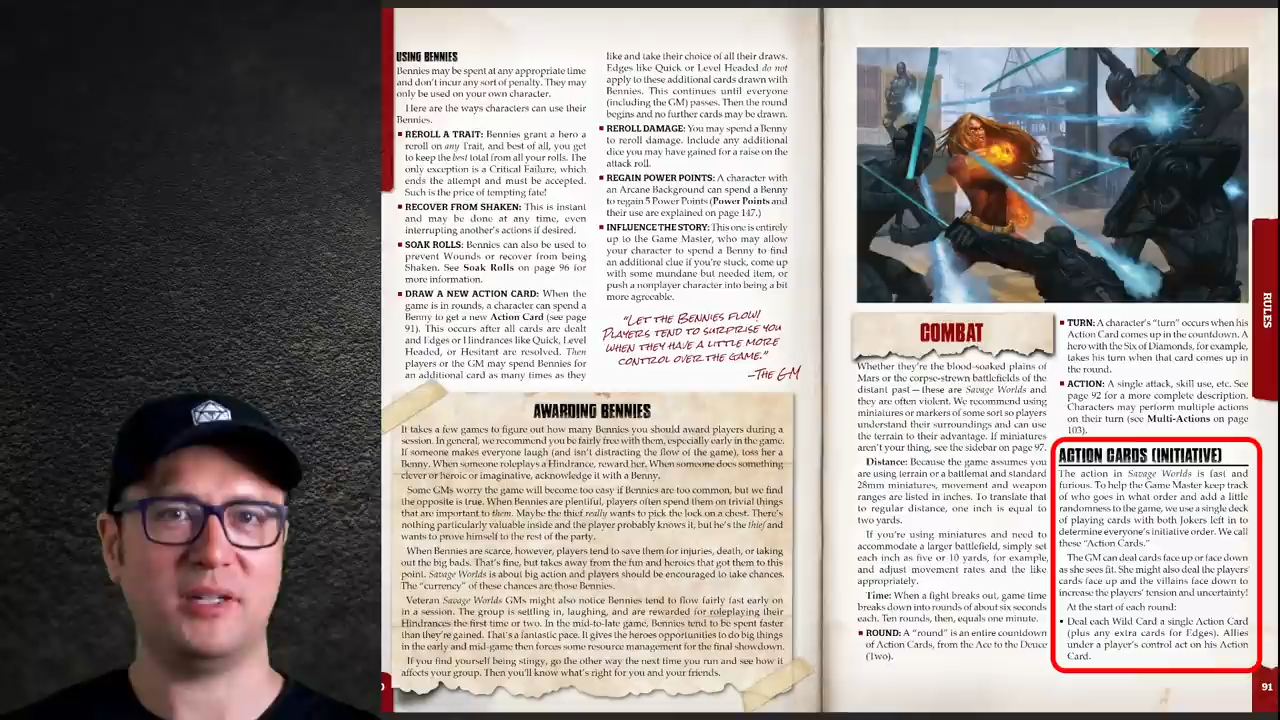 USING BENNIES
Bennies may be spent at any appropriate time
and don't incur any sort of penalty. They may
only be used on your own character.
Here are the ways characters can use their
Bennies.
■ REROLL A TRAIT: Bennies grant a hero a
reroll on any Trait, and best of all, you get
to keep the best total from all your rolls. The
only exception is a Critical Failure, which
ends the attempt and must be accepted.
Such is the price of tempting fate!
■ RECOVER FROM SHAKEN: This is instant
and may be done at any time, even
interrupting another's actions if desired.
■ SOAK ROLLS: Bennies can also be used to
prevent Wounds or recover from being
Shaken. See Soak Rolls on page 96 for
more information.
■ DRAW A NEW ACTION CARD: When the
game is in rounds, a character can spend a
Benny to get a new Action Card (see page
91). This occurs after all cards are dealt
and Edges or Hindrances like Quick, Level
Headed, or Hesitant are resolved. Then
players or the GM may spend Bennies for
an additional card as many times as they
like and take their choice of all their draws.
Edges like Quick or Level Headed do not
apply to these additional cards drawn with
Bennies. This continues until everyone
(including the GM) passes. Then the round
begins and no further cards may be drawn.
■ REROLL DAMAGE: You may spend a Benny
to reroll damage. Include any additional
dice you may have gained for a raise on the
attack roll.
■ REGAIN POWER POINTS: A character with
an Arcane Background can spend a Benny
to regain 5 Power Points (Power Points and
their use are explained on page 147.)
■ INFLUENCE THE STORY: This one is entirely
up to the Game Master, who may allow
your character to spend a Benny to find
an additional clue if you're stuck, come up
with some mundane but needed item, or
push a nonplayer character into being a bit
more agreeable.
"LET THE BENNIES FLOW!
PLAYERS TEND TO SURPRISE YOU
WHEN THEY HAVE A LITTLE MORE
CONTROL OVER THE GAME."
—THE GM
AWARDING BENNIES
It takes a few games to figure out how many Bennies you should award players during a
session. In general, we recommend you be fairly free with them, especially early in the game.
If someone makes everyone laugh (and isn't distracting the flow of the game), toss her a
Benny. When someone roleplays a Hindrance, reward her. When someone does something
clever or heroic or imaginative, acknowledge it with a Benny.
Some GMs worry the game will become too easy if Bennies are too common, but we find
the opposite is true. When Bennies are plentiful, players often spend them on trivial things
that are important to them. Maybe the thief really wants to pick the lock on a chest. There's
nothing particularly valuable inside and the player probably knows it, but he's the thief and
wants to prove himself to the rest of the party.
When Bennies are scarce, however, players tend to save them for injuries, death, or taking
out the big bads. That's fine, but takes away from the fun and heroics that got them to this
point. Savage Worlds is about big action and players should be encouraged to take chances.
The "currency" of these chances are those Bennies.
Veteran Savage Worlds GMs might also notice Bennies tend to flow fairly fast early on
in a session. The group is settling in, laughing, and are rewarded for roleplaying their
Hindrances the first time or two. In the mid-to-late game, Bennies tend to be spent faster
than they're gained. That's a fantastic pace. It gives the heroes opportunities to do big things
in the early and mid-game then forces some resource management for the final showdown.
If you find yourself being stingy, go the other way the next time you run and see how it
affects your group. Then you'll know what's right for you and your friends.
COMBAT
Whether they're the blood-soaked plains of
Mars or the corpse-strewn battlefields of the
distant past—these are Savage Worlds and
they are often violent. We recommend using
miniatures or markers of some sort so players
understand their surroundings and can use
the terrain to their advantage. If miniatures
aren't your thing, see the sidebar on page 97.
Distance: Because the game assumes you
are using terrain or a battlemat and standard
28mm miniatures, movement and weapon
ranges are listed in inches. To translate that
to regular distance, one inch is equal to
two yards.
If you're using miniatures and need to
accommodate a larger battlefield, simply set
each inch as five or 10 yards, for example,
and adjust movement rates and the like
appropriately.
Time: When a fight breaks out, game time
breaks down into rounds of about six seconds
each. Ten rounds, then, equals one minute.
■ ROUND: A "round" is an entire countdown
of Action Cards, from the Ace to the Deuce
(Two).
■ TURN: A character's "turn" occurs when his
Action Card comes up in the countdown. A
hero with the Six of Diamonds, for example,
takes his turn when that card comes up in
the round.
■ ACTION: A single attack, skill use, etc. See
page 92 for a more complete description.
Characters may perform multiple actions
on their turn (see Multi-Actions on page
103).
ACTION CARDS (INITIATIVE)
The action in Savage Worlds is fast and
furious. To help the Game Master keep track
of who goes in what order and add a little
randomness to the game, we use a single deck
of playing cards with both Jokers left in to
determine everyone's initiative order. We call
these "Action Cards."
The GM can deal cards face up or face down
as she sees fit. She might also deal the players'
cards face up and the villains face down to
increase the players' tension and uncertainty!
At the start of each round:
• Deal each Wild Card a single Action Card
(plus any extra cards for Edges). Allies
under a player's control act on his Action
Card.
RULES
91